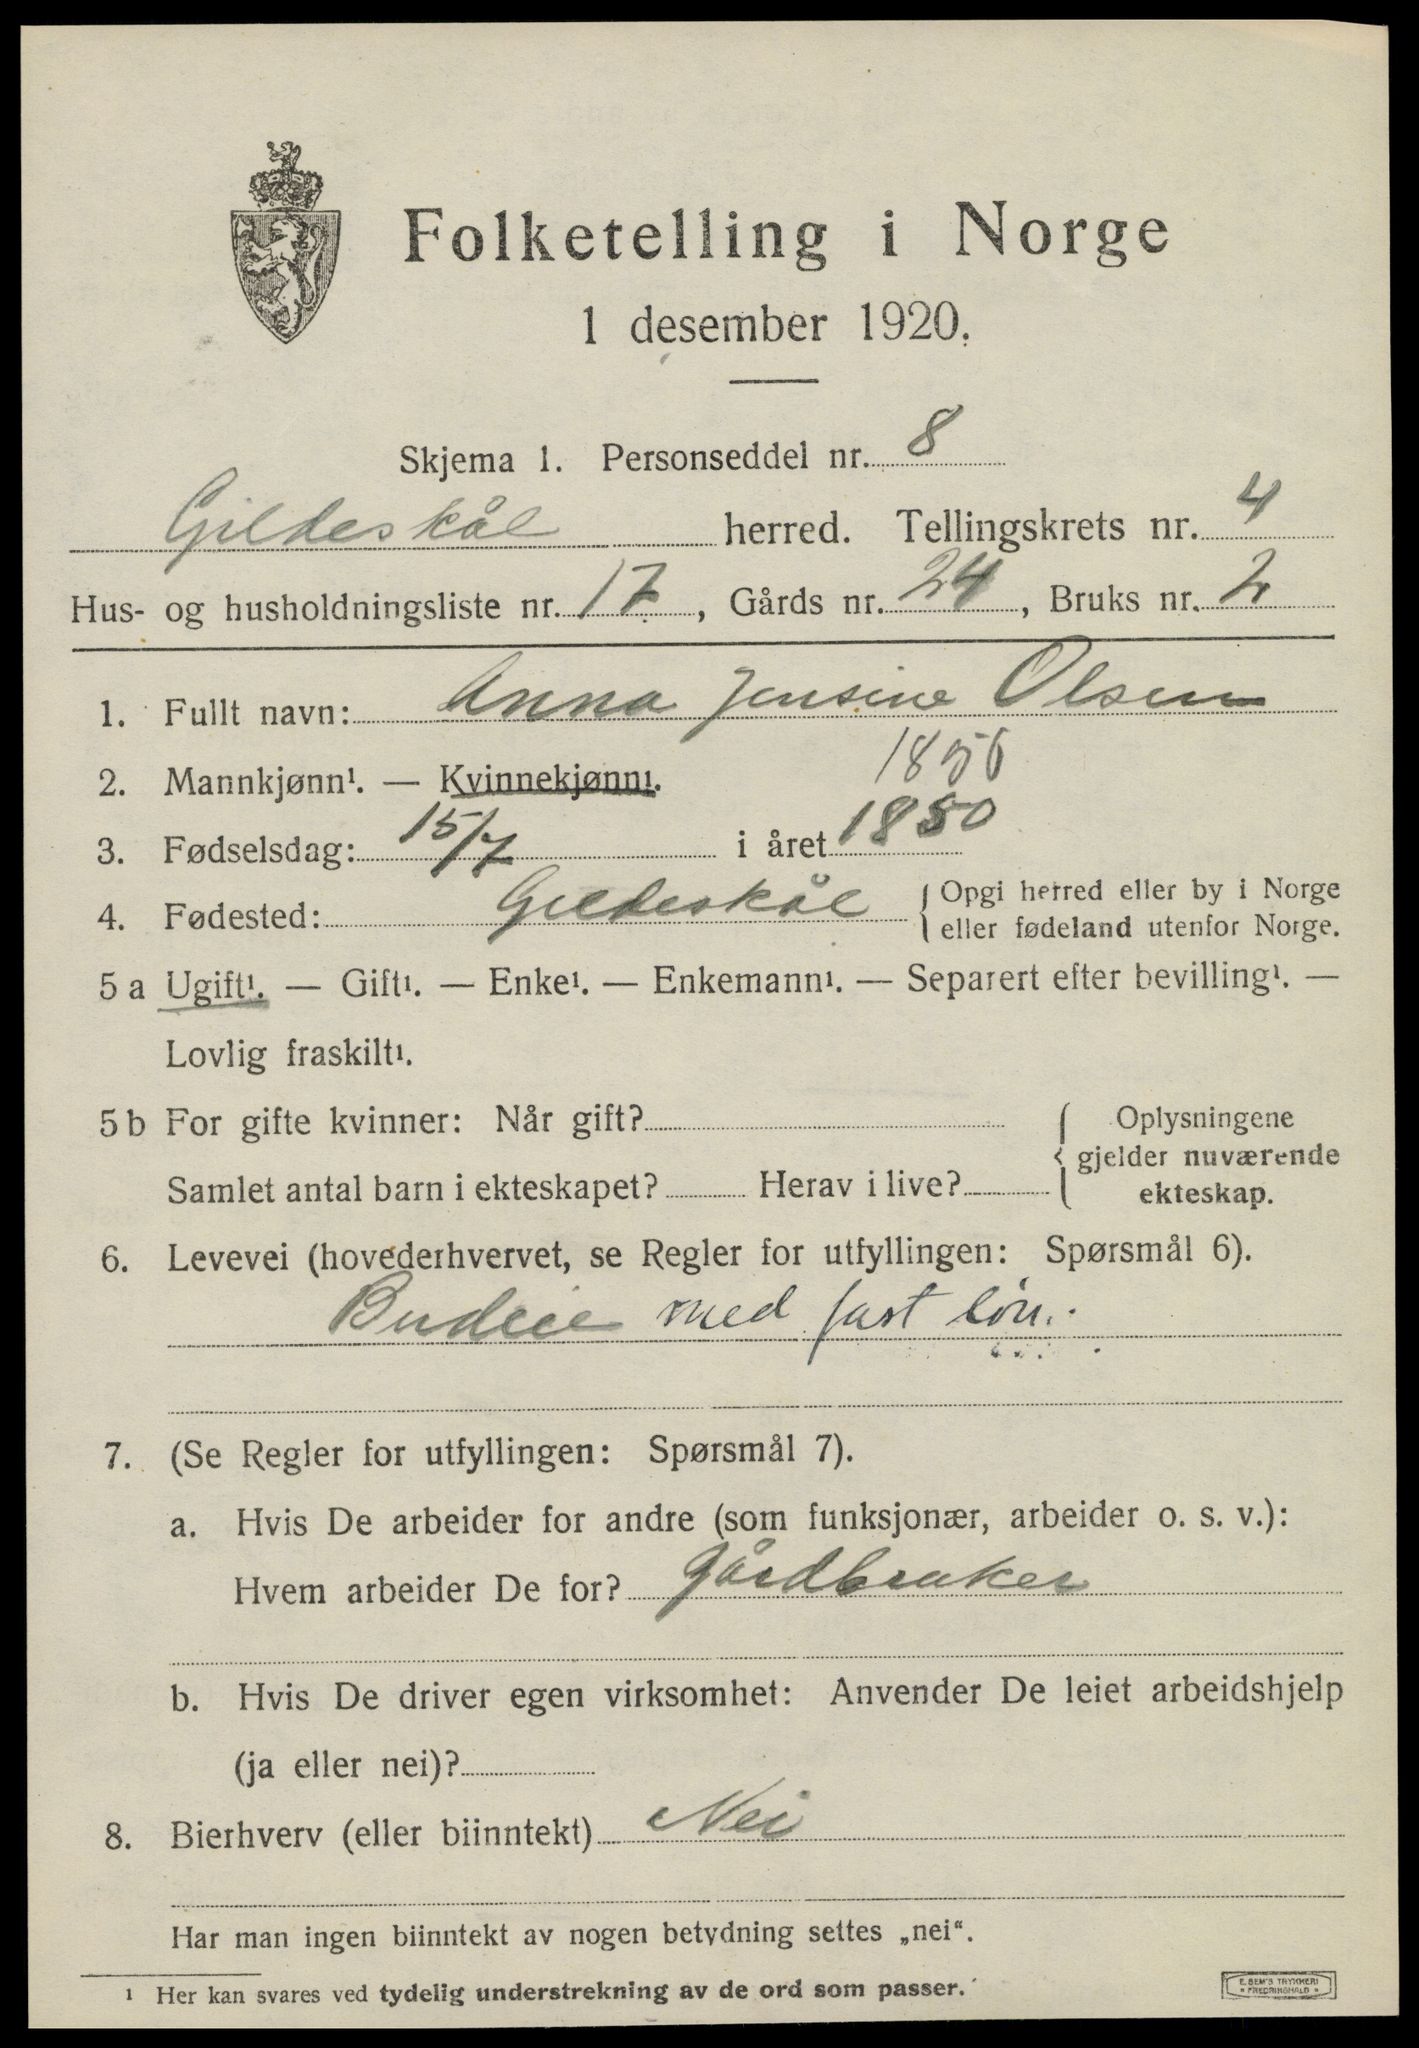 Folketelling i Norge
1 desember 1920.
Skjema 1. Personseddel nr. 8
Gildeskål herred. Tellingskrets nr. 4
Hus- og husholdningsliste nr. 17, Gårds nr. 24, Bruks nr. 2
1. Fullt navn: Anna Jensine Olsen
2. Mannkjønn¹. — Kvinnekjønn¹.
1850
3. Fødselsdag: 15/7 i året 1850
4. Fødested: Gildeskål { Opgi herred eller by i Norge
eller fødeland utenfor Norge.
5 a Ugift¹. — Gift¹. — Enke¹. — Enkemann¹. — Separert efter bevilling¹. —
Lovlig fraskilt¹.
5 b For gifte kvinner: Når gift? { Oplysningene
gjelder nuværende
Samlet antal barn i ekteskapet? Herav i live? ekteskap.
6. Levevei (hovederhvervet, se Regler for utfyllingen: Spørsmål 6).
Budeie med fast løn.
7. (Se Regler for utfyllingen: Spørsmål 7).
a. Hvis De arbeider for andre (som funksjonær, arbeider o. s. v.):
Hvem arbeider De for? Gårdbruker
b. Hvis De driver egen virksomhet: Anvender De leiet arbeidshjelp
(ja eller nei)?
8. Bierhverv (eller biinntekt) Nei
Har man ingen biinntekt av nogen betydning settes „nei“.
¹ Her kan svares ved tydelig understrekning av de ord som passer.
E. SEM'S TRYKKERI
FREDRIKSHALD